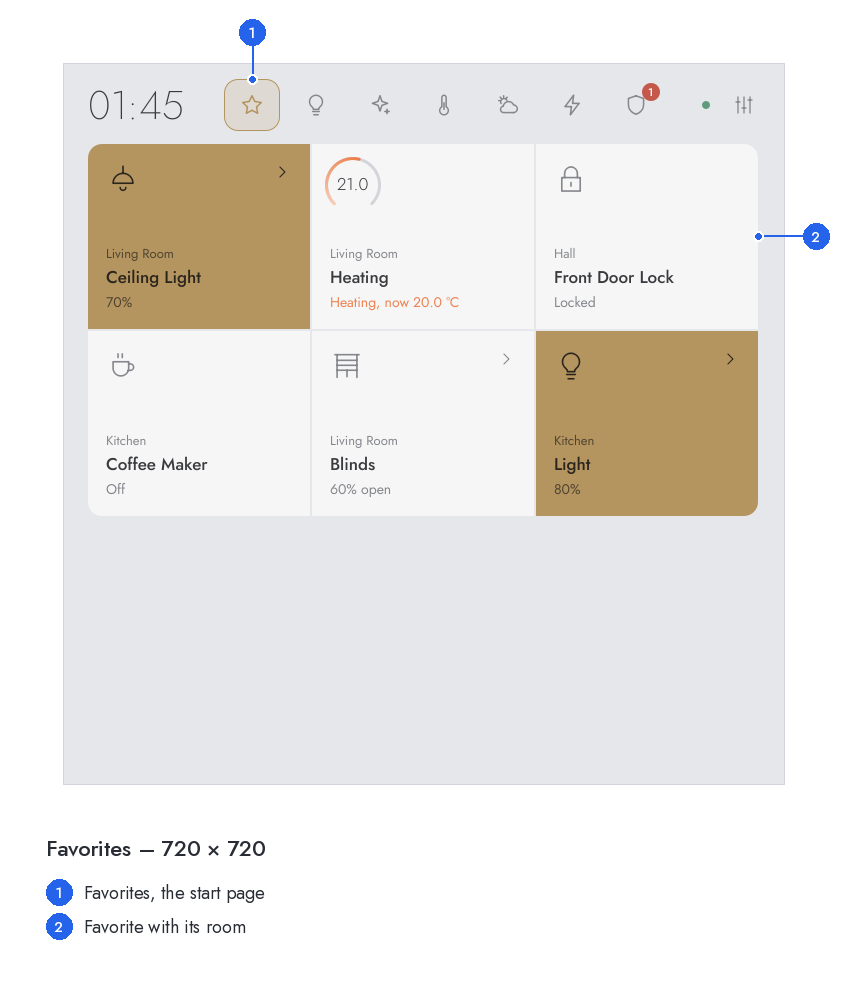 1
01:45
1
Living Room
Ceiling Light
70%
21.0
Living Room
Heating
Heating, now 20.0 °C
Hall
Front Door Lock
Locked
2
Kitchen
Coffee Maker
Off
Living Room
Blinds
60% open
Kitchen
Light
80%
Favorites – 720 × 720
1 Favorites, the start page
2 Favorite with its room